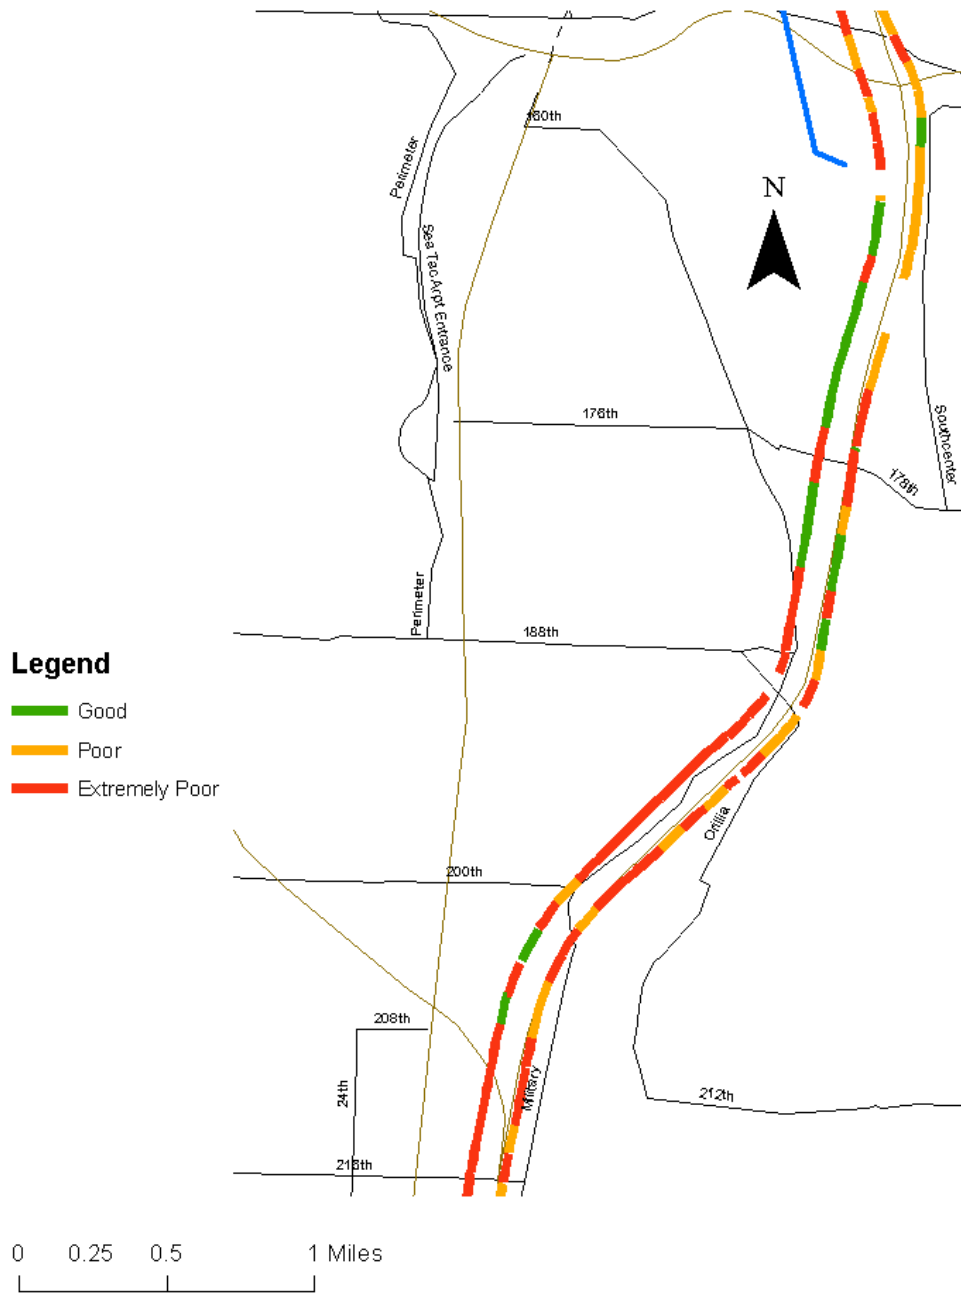 160th
Perimeter
N
Sea Tac Arpt Entrance
176th
Southcenter
178th
Perimeter
188th
Legend
Good
Poor
Extremely Poor
Orillia
200th
208th
24th
Military
212th
216th
0 0.25 0.5 1 Miles